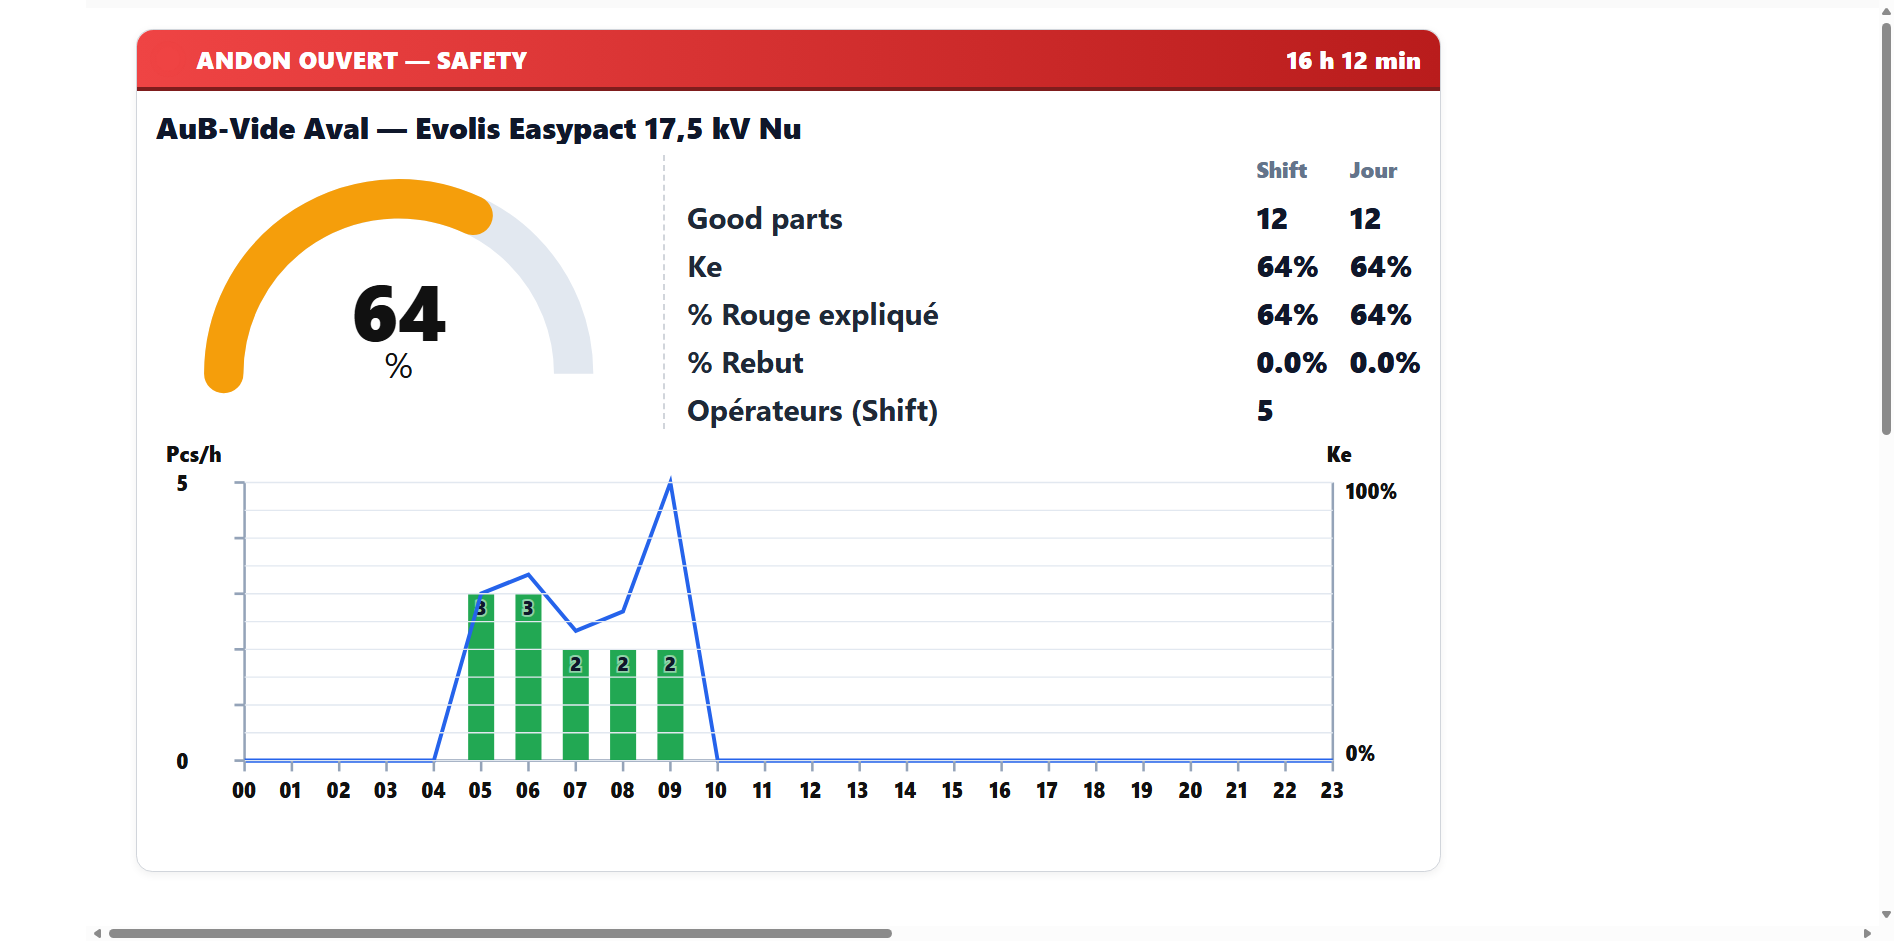 ANDON OUVERT — SAFETY 16 h 12 min
AuB-Vide Aval — Evolis Easypact 17,5 kV Nu
64
%
Shift Jour
Good parts 12 12
Ke 64% 64%
% Rouge expliqué 64% 64%
% Rebut 0.0% 0.0%
Opérateurs (Shift) 5
Pcs/h Ke
5 100%
3 3 2 2 2
0 0%
00 01 02 03 04 05 06 07 08 09 10 11 12 13 14 15 16 17 18 19 20 21 22 23